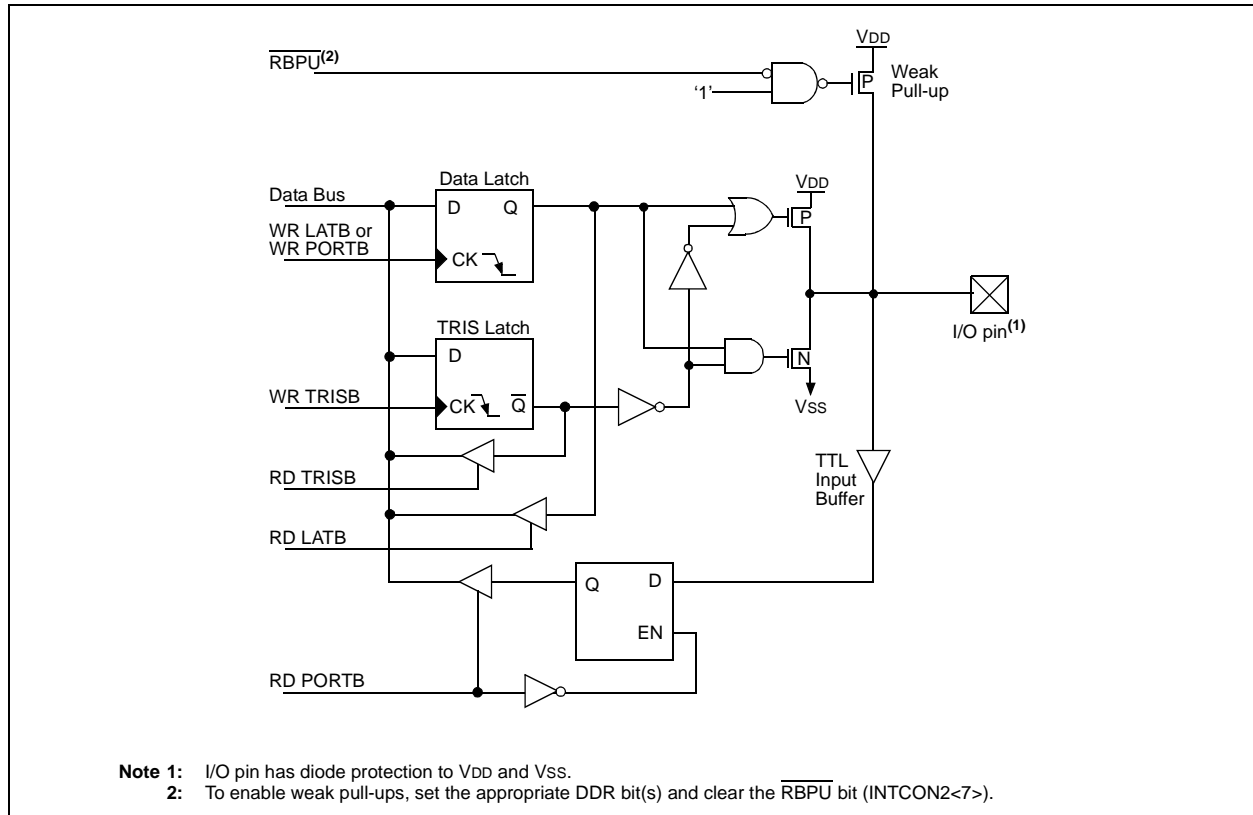 VDD
RBPU(2)
Weak
Pull-up
P
'1'
Data Latch
VDD
Data Bus
D Q
P
WR LATB or
WR PORTB
CK
TRIS Latch
I/O pin(1)
D
N
WR TRISB
CK Q
VSS
TTL
Input
Buffer
RD TRISB
RD LATB
Q D
EN
RD PORTB
Note 1: I/O pin has diode protection to VDD and VSS.
2: To enable weak pull-ups, set the appropriate DDR bit(s) and clear the RBPU bit (INTCON2<7>).